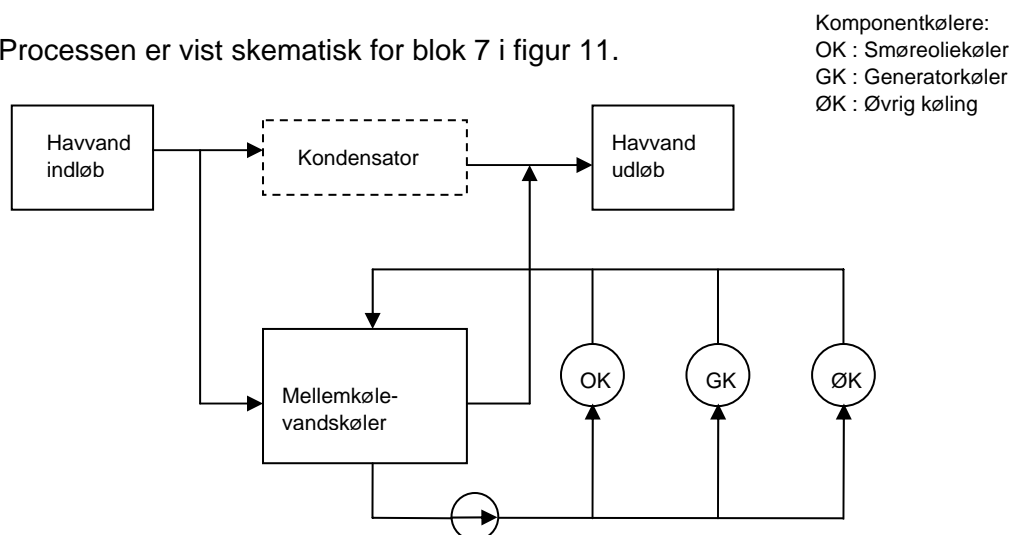 Processen er vist skematisk for blok 7 i figur 11.
Komponentkølere:
OK : Smøreoliekøler
GK : Generatorkøler
ØK : Øvrig køling
Havvand
indløb
Kondensator
Havvand
udløb
Mellemkøle-
vandskøler
OK
GK
ØK